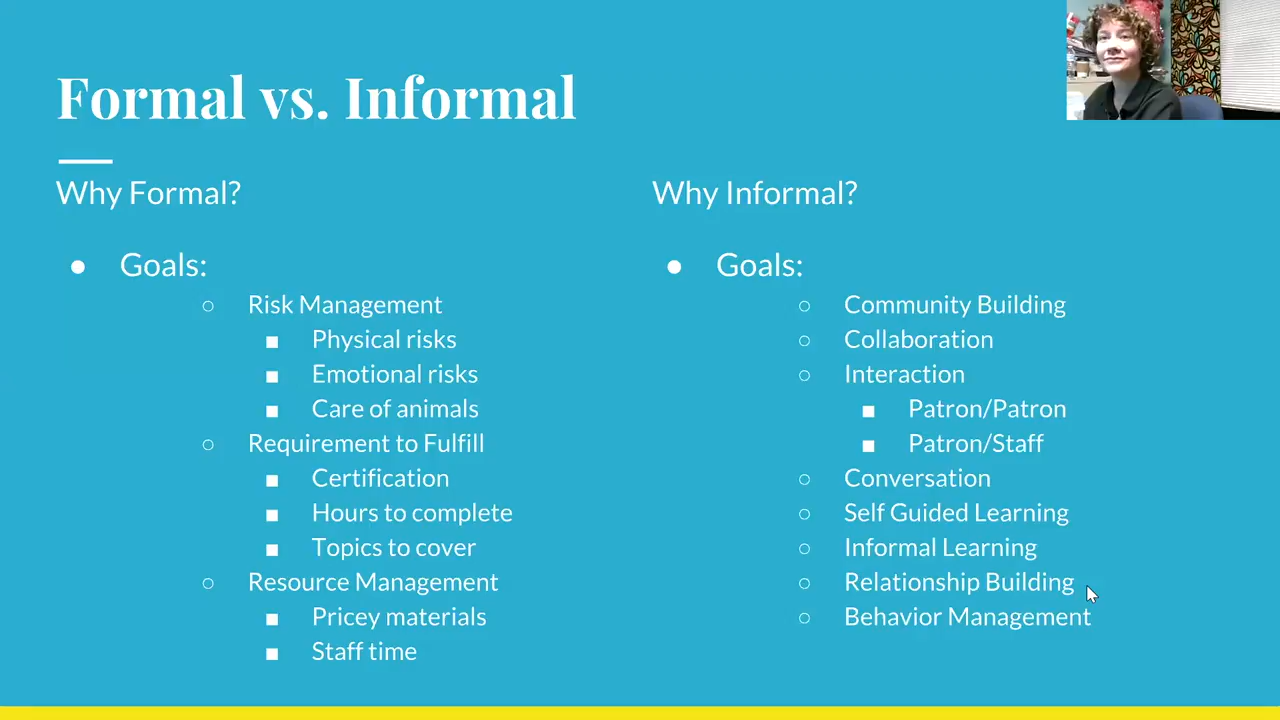 Formal vs. Informal
Why Formal?
● Goals:
○ Risk Management
■ Physical risks
■ Emotional risks
■ Care of animals
○ Requirement to Fulfill
■ Certification
■ Hours to complete
■ Topics to cover
○ Resource Management
■ Pricey materials
■ Staff time
Why Informal?
● Goals:
○ Community Building
○ Collaboration
○ Interaction
■ Patron/Patron
■ Patron/Staff
○ Conversation
○ Self Guided Learning
○ Informal Learning
○ Relationship Building
○ Behavior Management